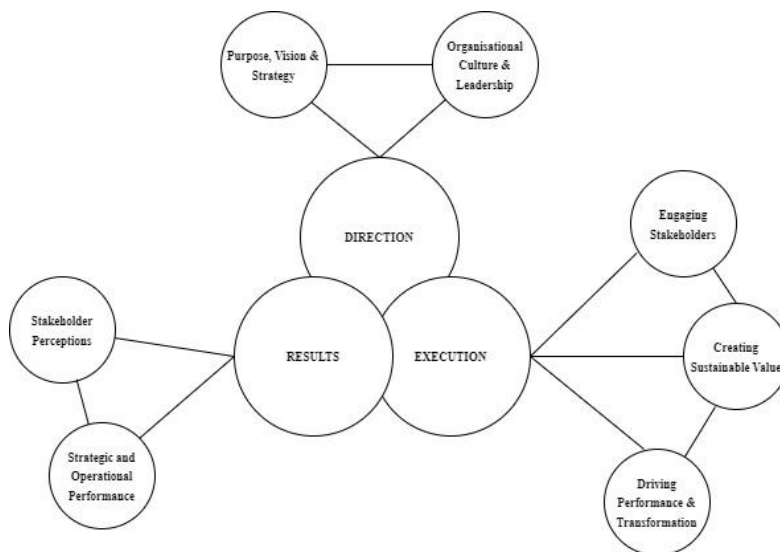 Purpose, Vision &
Strategy
Organisational
Culture &
Leadership
DIRECTION
Engaging
Stakeholders
Stakeholder
Perceptions
RESULTS
EXECUTION
Creating
Sustainable Value
Strategic and
Operational
Performance
Driving
Performance &
Transformation